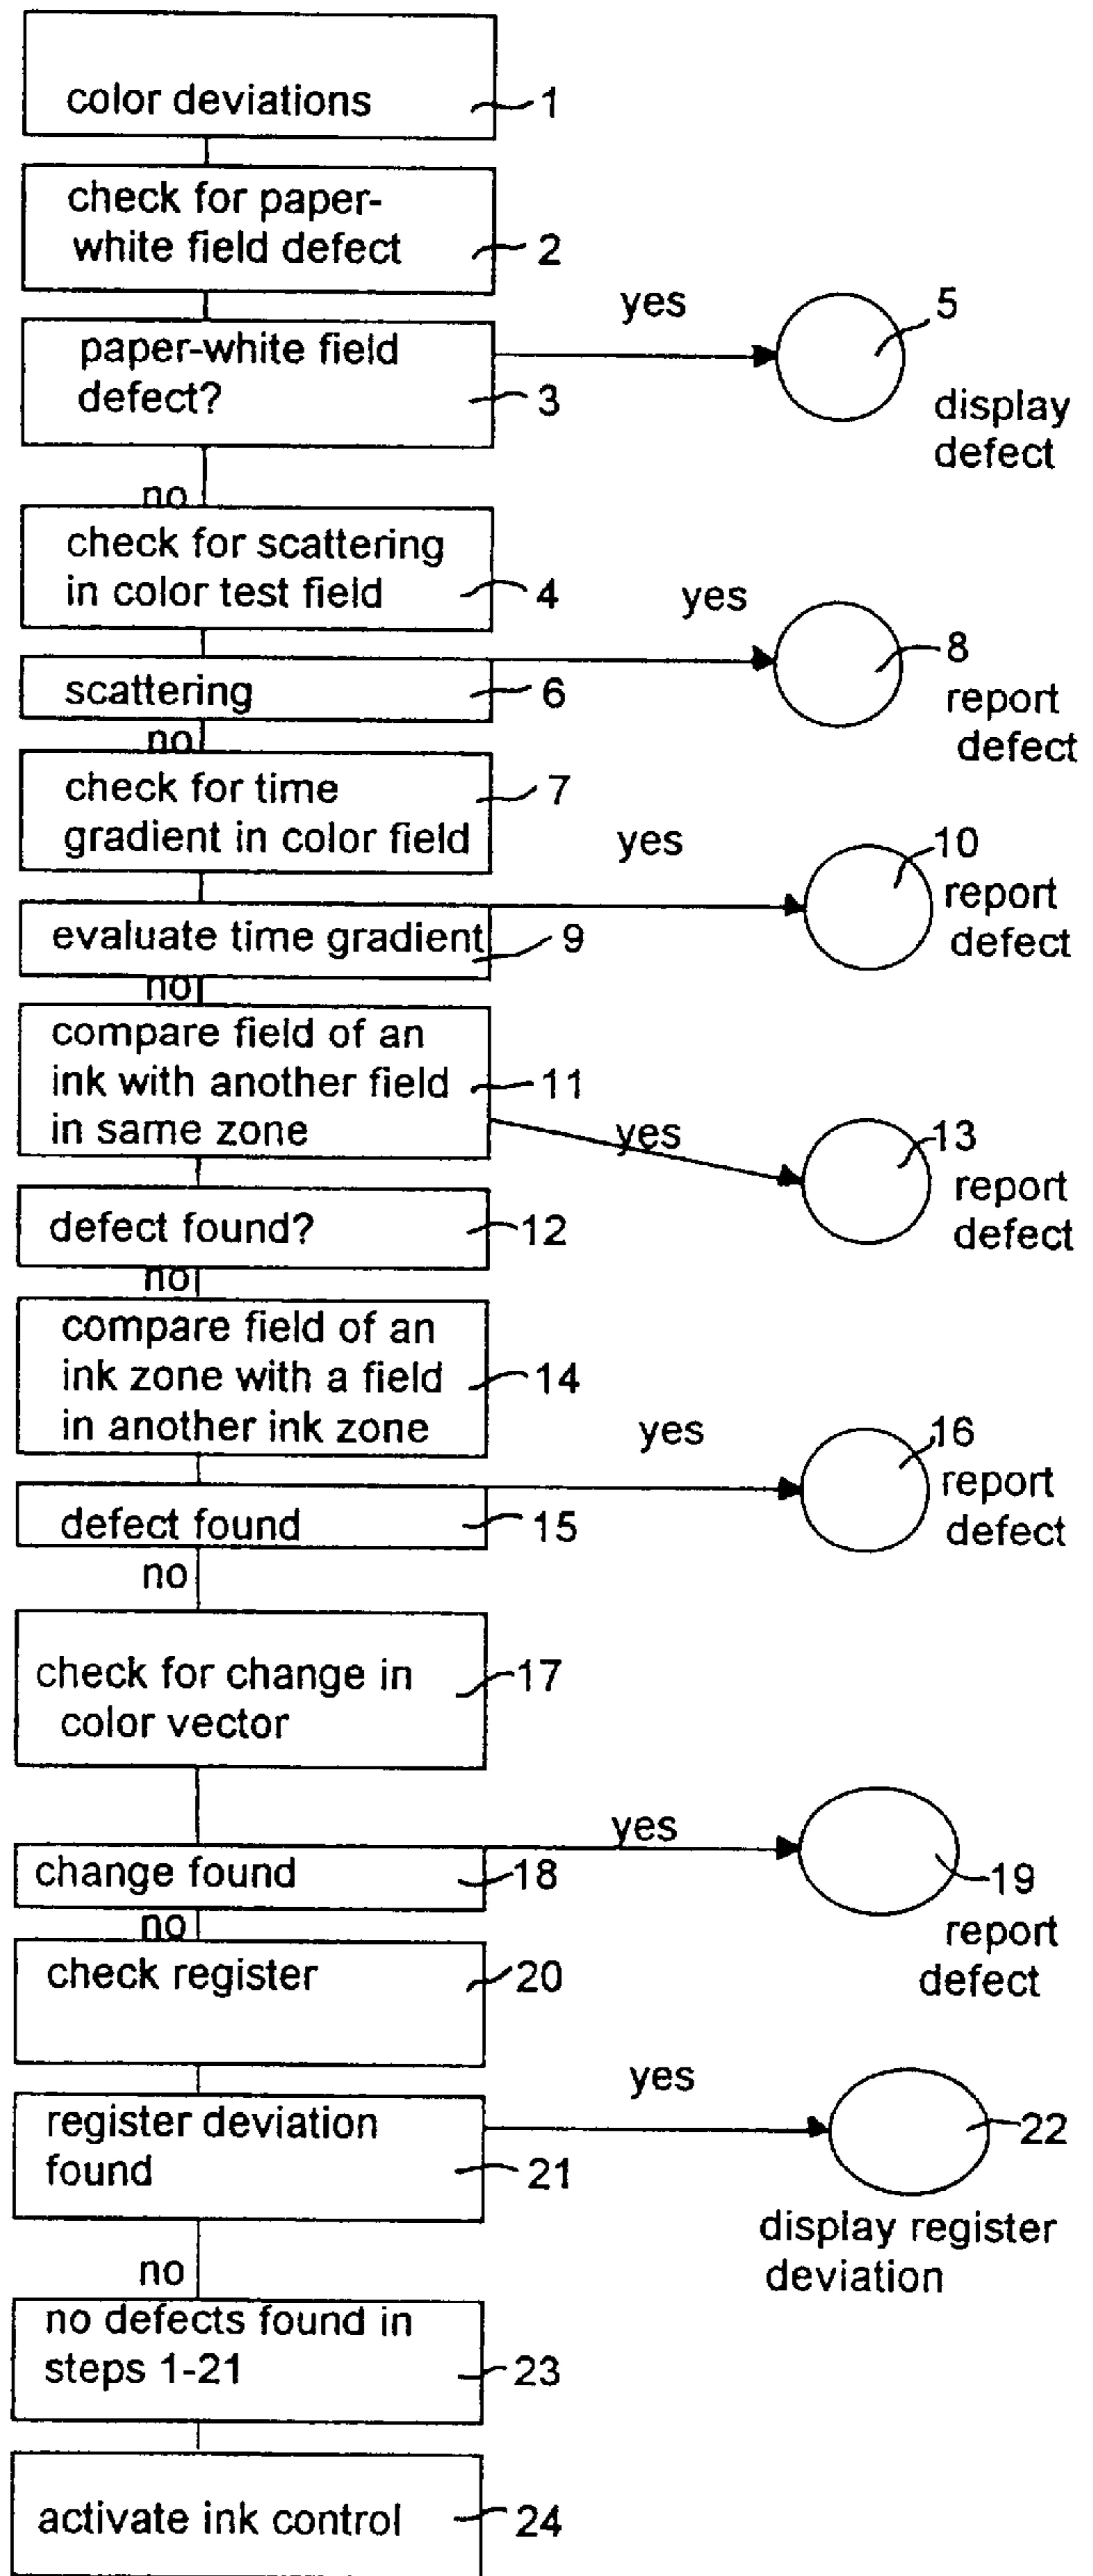 color deviations 1
check for paper-
white field defect 2
yes 5
paper-white field
defect? 3
display
defect
no
check for scattering
in color test field 4
yes
8
scattering 6
report
defect
no
check for time 7
gradient in color field
yes 10
report
defect
evaluate time gradient 9
no
compare field of an
ink with another field 11
in same zone
yes 13
report
defect
defect found? 12
no
compare field of an
ink zone with a field 14
in another ink zone
yes 16
report
defect
defect found 15
no
check for change in 17
color vector
yes
change found 18
19
report
defect
no
check register 20
yes
register deviation
found 21
22
display register
deviation
no
no defects found in
steps 1-21 23
activate ink control 24